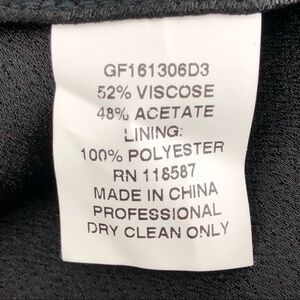 GF161306D3
52% VISCOSE
48% ACETATE
LINING:
100% POLYESTER
RN 118587
MADE IN CHINA
PROFESSIONAL
DRY CLEAN ONLY